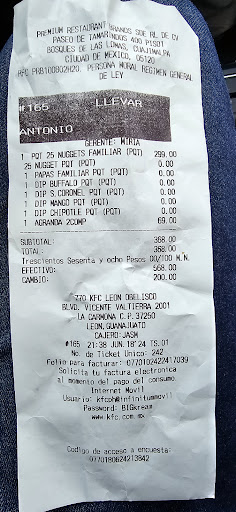 PREMIUM RESTAURANT BRANDS SDE RL DE CV
PASEO DE TAMARINDOS 400 PISO1
BOSQUES DE LAS LOMAS, CUAJIMALPA
CIUDAD DE MEXICO, 05120
RFC PRB100802H20. PERSONA MORAL REGIMEN GENERAL
DE LEY
#165 LLEVAR
ANTONIO
GERENTE: MIRIA
1 PQT 25 NUGGETS FAMILIAR (PQT) 299.00
25 NUGGET PQT (PQT) 0.00
1 PAPAS FAMILIAR PQT (PQT) 0.00
1 DIP BUFFALO PQT (PQT) 0.00
1 DIP S.CORONEL PQT (PQT) 0.00
1 DIP MANGO PQT (PQT) 0.00
1 DIP CHIPOTLE PQT (PQT) 0.00
1 AGRANDA 2COMP 69.00
SUBTOTAL: 368.00
TOTAL: 368.00
Trescientos Sesenta y ocho Pesos 00/100 M.N.
EFECTIVO: 568.00
CAMBIO: 200.00
770 KFC LEON OBELISCO
BLVD. VICENTE VALTIERRA 2001
LA CARMONA C.P. 37250
LEON, GUANAJUATO
CAJERO:JASM
#165 21:38 JUN.18'24 TS.01
No. de Ticket Unico: 242
Folio para facturar: 0770102422417039
Solicita tu factura electronica
al momento del pago del consumo.
Internet Movil
Usuario: kfcph@infinitummovil
Password: BIGkream
www.kfc.com.mx
Codigo de acceso a encuesta:
0770180624213842